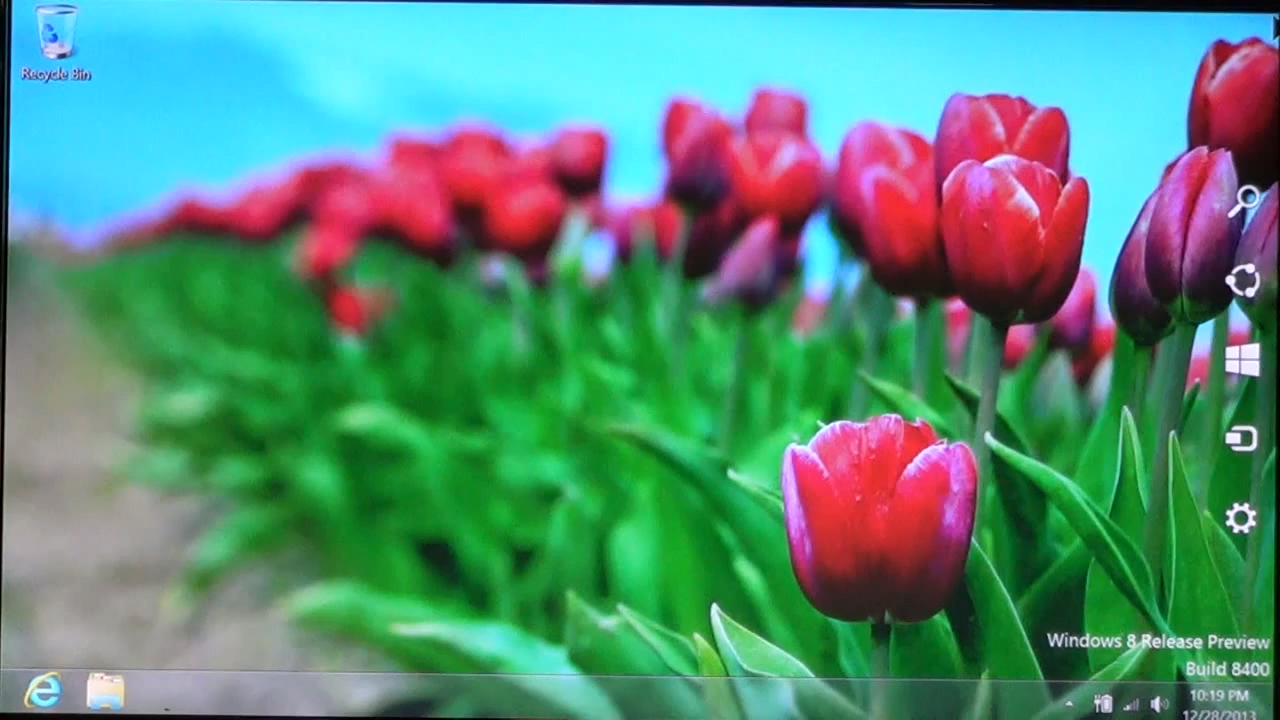 Recycle Bin
Windows 8 Release Preview
Build 8400
10:19 PM
12/28/2013